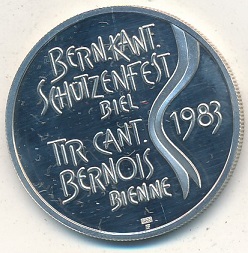 BERN. KANT.
SCHÜTZENFEST
BIEL
1983
TIR CANT.
BERNOIS
BIENNE